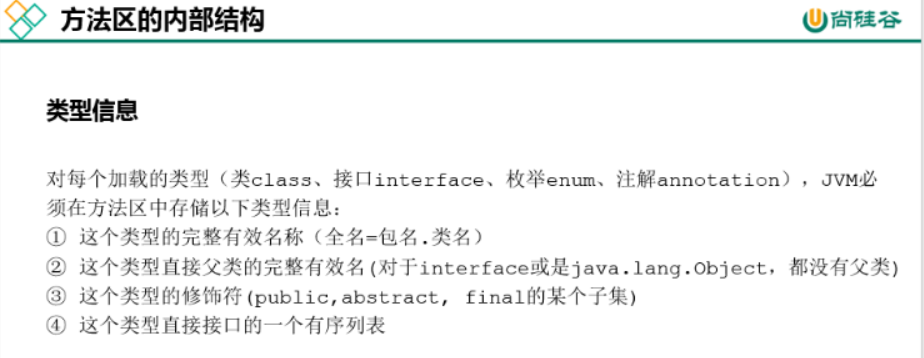 方法区的内部结构
尚硅谷
类型信息
对每个加载的类型（类class、接口interface、枚举enum、注解annotation），JVM必
须在方法区中存储以下类型信息：
① 这个类型的完整有效名称（全名=包名.类名）
② 这个类型直接父类的完整有效名(对于interface或是java.lang.Object，都没有父类)
③ 这个类型的修饰符(public,abstract, final的某个子集)
④ 这个类型直接接口的一个有序列表